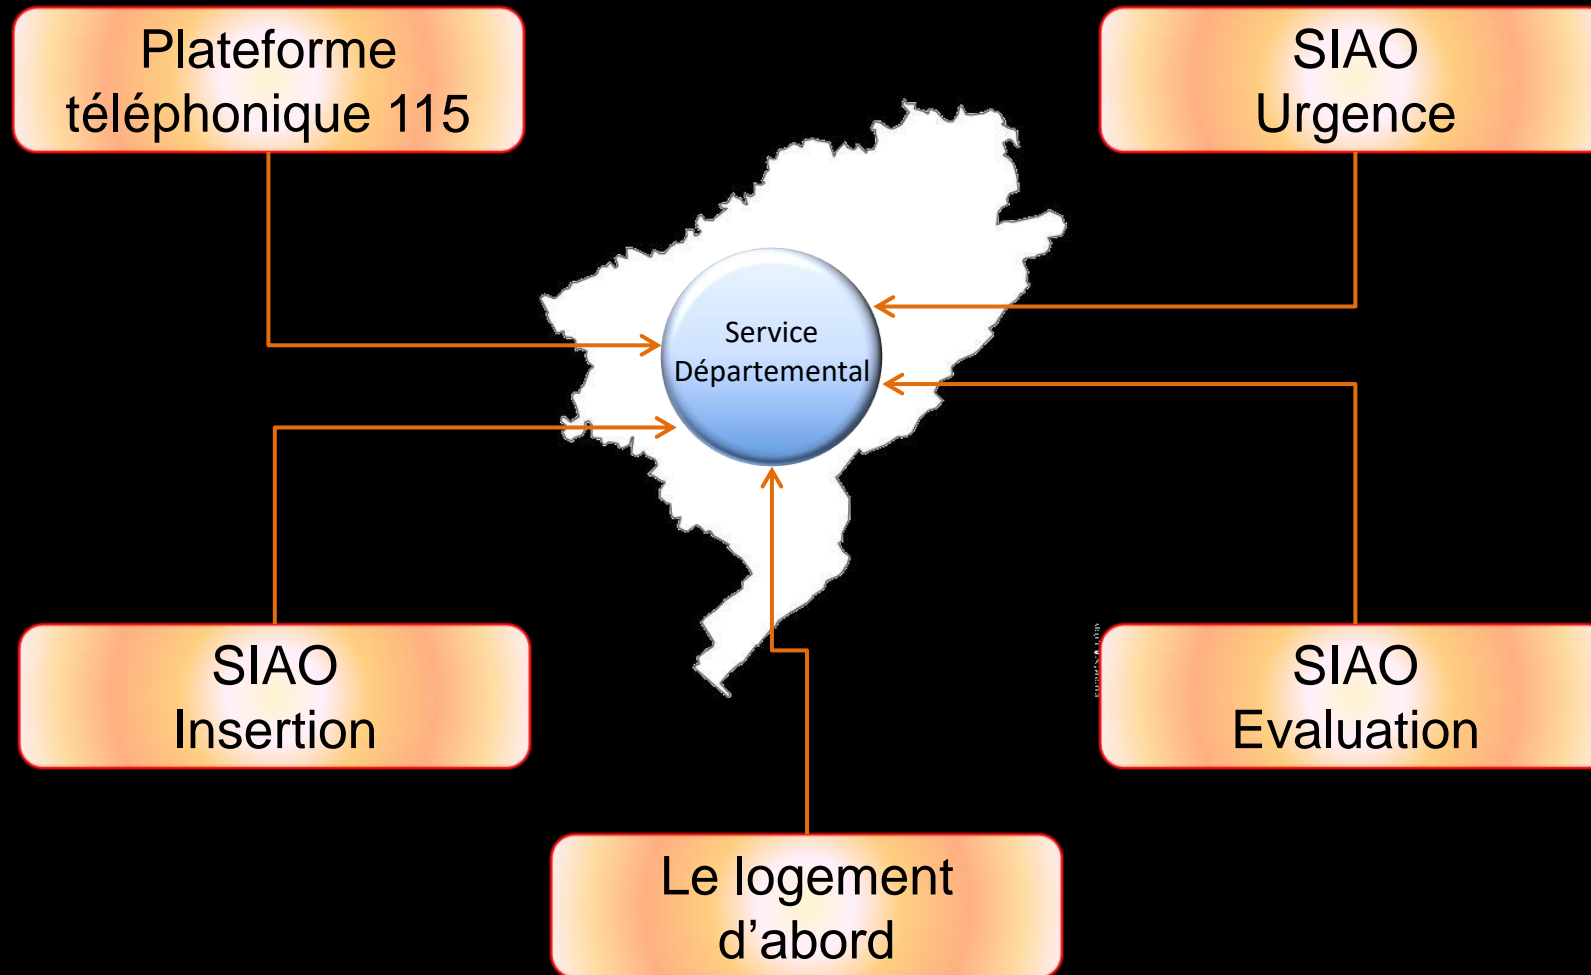 Plateforme
téléphonique 115
SIAO
Urgence
Service
Départemental
SIAO
Insertion
SIAO
Evaluation
Le logement
d’abord